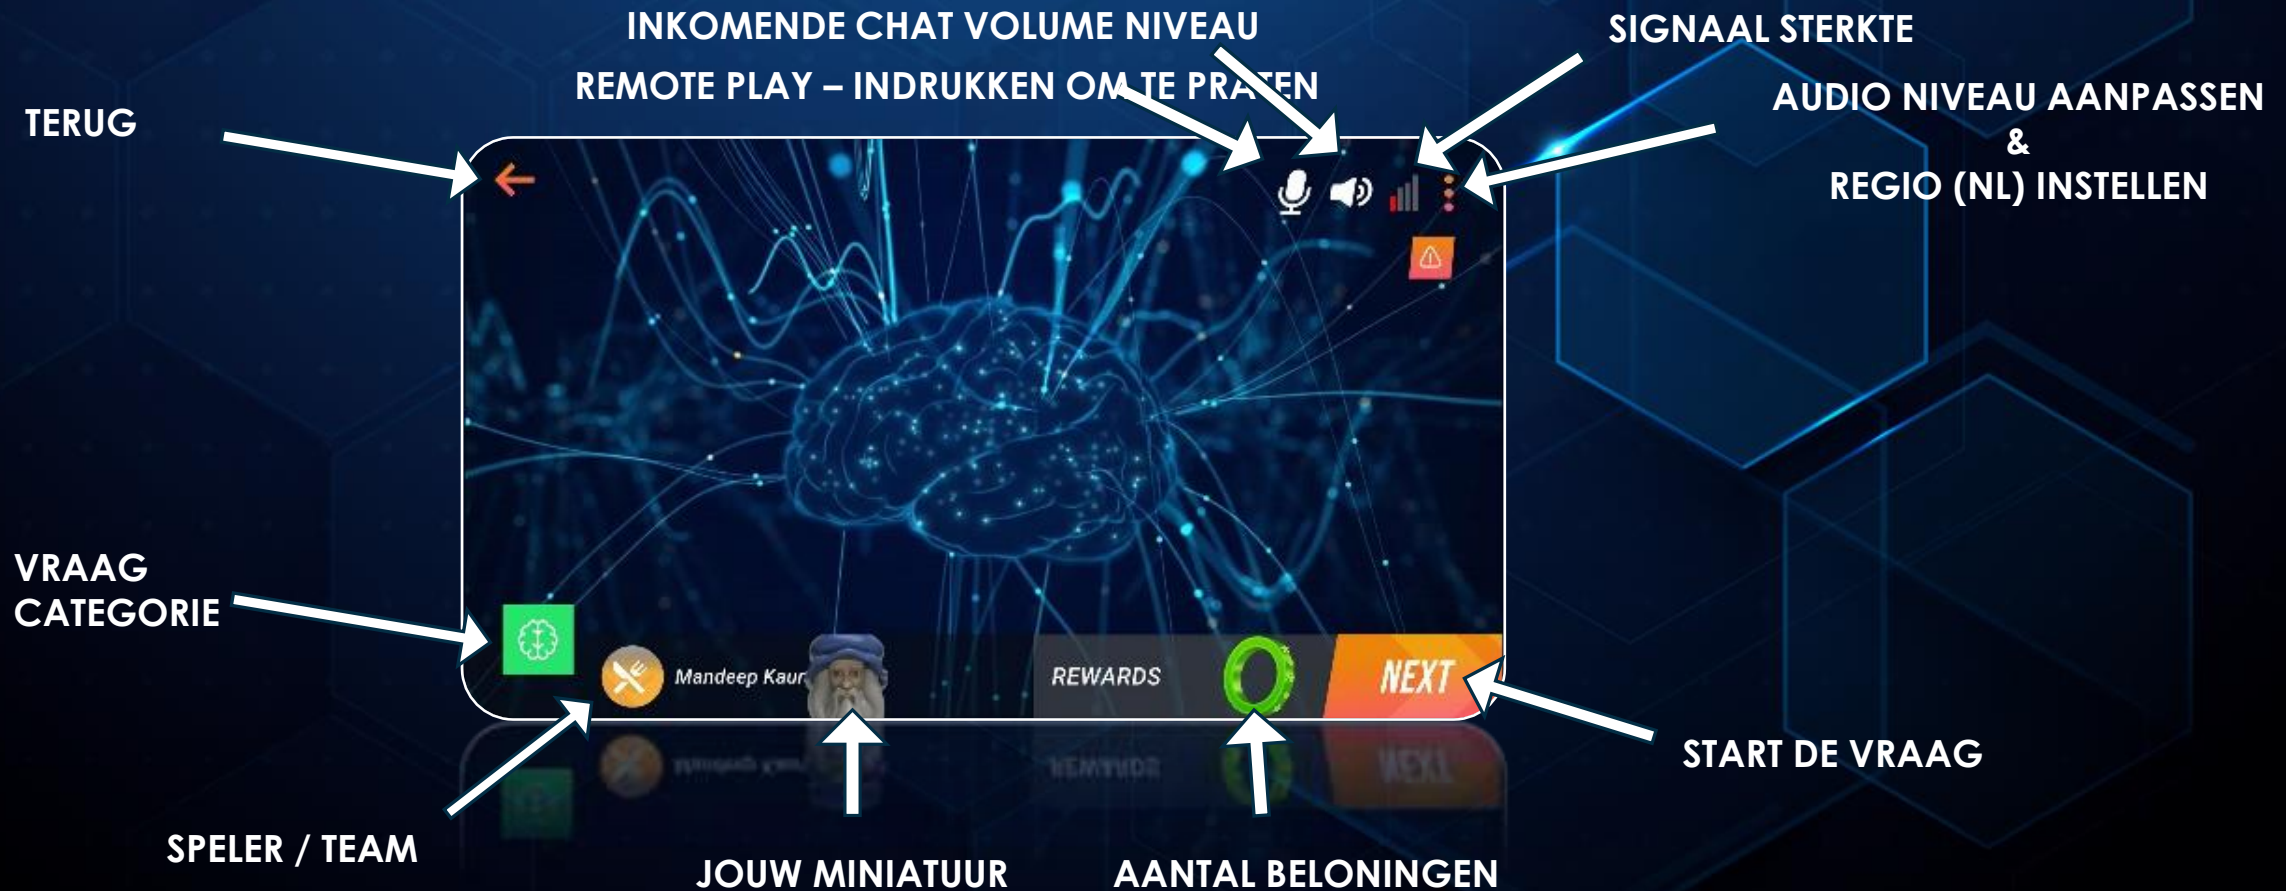 INKOMENDE CHAT VOLUME NIVEAU
SIGNAAL STERKTE
REMOTE PLAY – INDRUKKEN OM TE PRATEN
AUDIO NIVEAU AANPASSEN
&
REGIO (NL) INSTELLEN
TERUG
VRAAG
CATEGORIE
Mandeep Kaur
REWARDS
NEXT
START DE VRAAG
SPELER / TEAM
JOUW MINIATUUR
AANTAL BELONINGEN